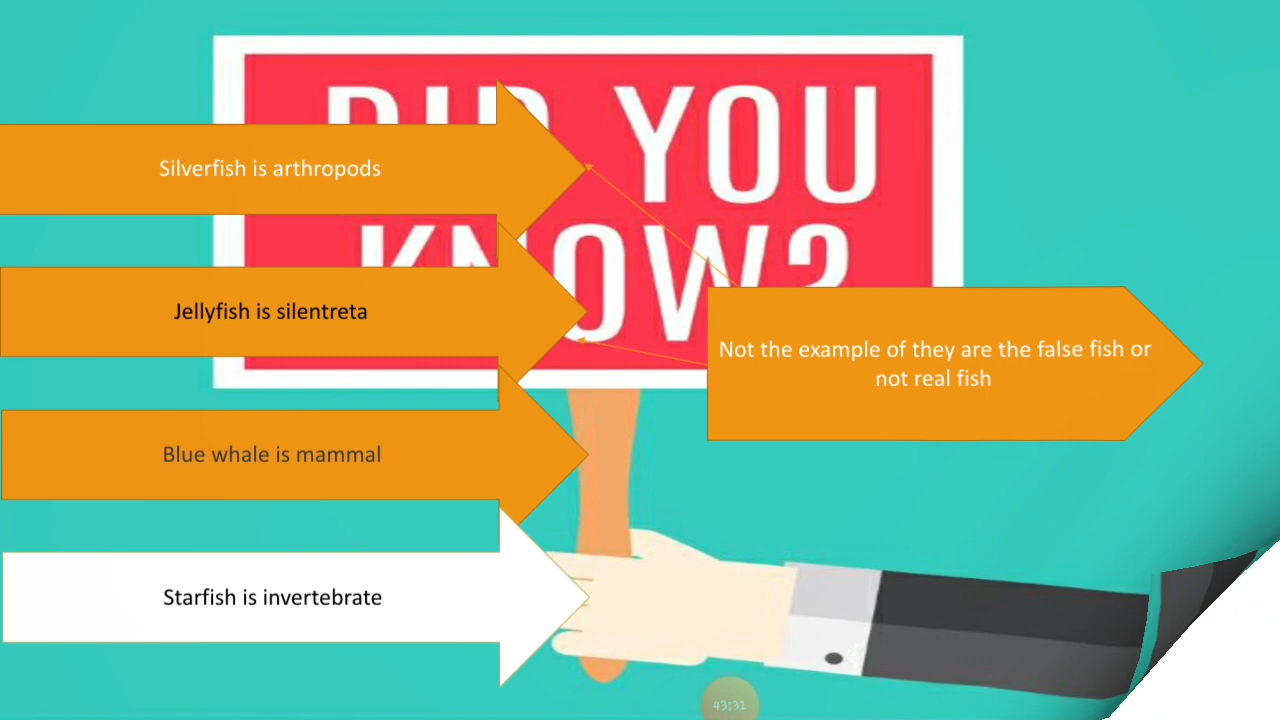 DID YOU
KNOW?
Silverfish is arthropods
Jellyfish is silentreta
Blue whale is mammal
Starfish is invertebrate
Not the example of they are the false fish or
not real fish
43:31